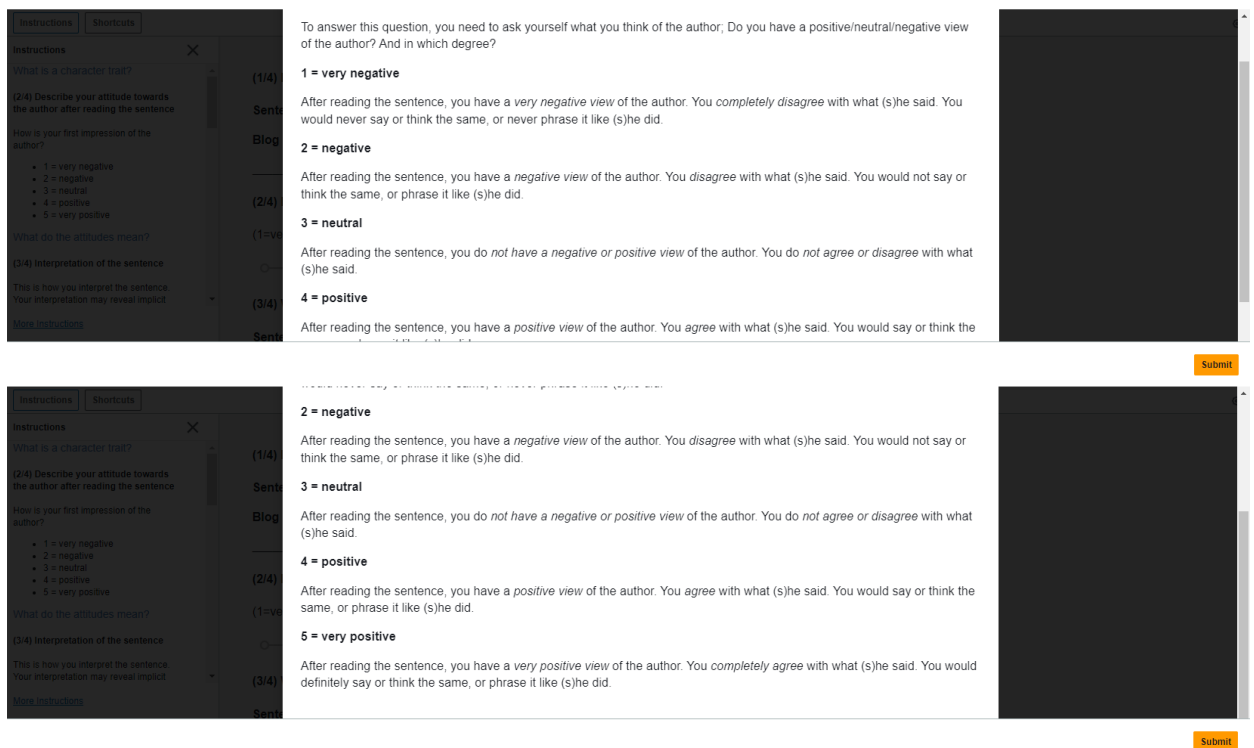 Instructions Shortcuts
Instructions
What is a character trait?
(2/4) Describe your attitude towards
the author after reading the sentence
How is your first impression of the
author?
1 = very negative
2 = negative
3 = neutral
4 = positive
5 = very positive
What do the attitudes mean?
(3/4) Interpretation of the sentence
This is how you interpret the sentence.
Your interpretation may reveal implicit
More Instructions
(1/4)
Sente
Blog
(2/4)
(1=ve
(3/4)
Sente
To answer this question, you need to ask yourself what you think of the author; Do you have a positive/neutral/negative view
of the author? And in which degree?
1 = very negative
After reading the sentence, you have a very negative view of the author. You completely disagree with what (s)he said. You
would never say or think the same, or never phrase it like (s)he did.
2 = negative
After reading the sentence, you have a negative view of the author. You disagree with what (s)he said. You would not say or
think the same, or phrase it like (s)he did.
3 = neutral
After reading the sentence, you do not have a negative or positive view of the author. You do not agree or disagree with what
(s)he said.
4 = positive
After reading the sentence, you have a positive view of the author. You agree with what (s)he said. You would say or think the
Submit
Instructions Shortcuts
Instructions
What is a character trait?
(2/4) Describe your attitude towards
the author after reading the sentence
How is your first impression of the
author?
1 = very negative
2 = negative
3 = neutral
4 = positive
5 = very positive
What do the attitudes mean?
(3/4) Interpretation of the sentence
This is how you interpret the sentence.
Your interpretation may reveal implicit
More Instructions
(1/4)
Sente
Blog
(2/4)
(1=ve
(3/4)
Sente
2 = negative
After reading the sentence, you have a negative view of the author. You disagree with what (s)he said. You would not say or
think the same, or phrase it like (s)he did.
3 = neutral
After reading the sentence, you do not have a negative or positive view of the author. You do not agree or disagree with what
(s)he said.
4 = positive
After reading the sentence, you have a positive view of the author. You agree with what (s)he said. You would say or think the
same, or phrase it like (s)he did.
5 = very positive
After reading the sentence, you have a very positive view of the author. You completely agree with what (s)he said. You would
definitely say or think the same, or phrase it like (s)he did.
Submit